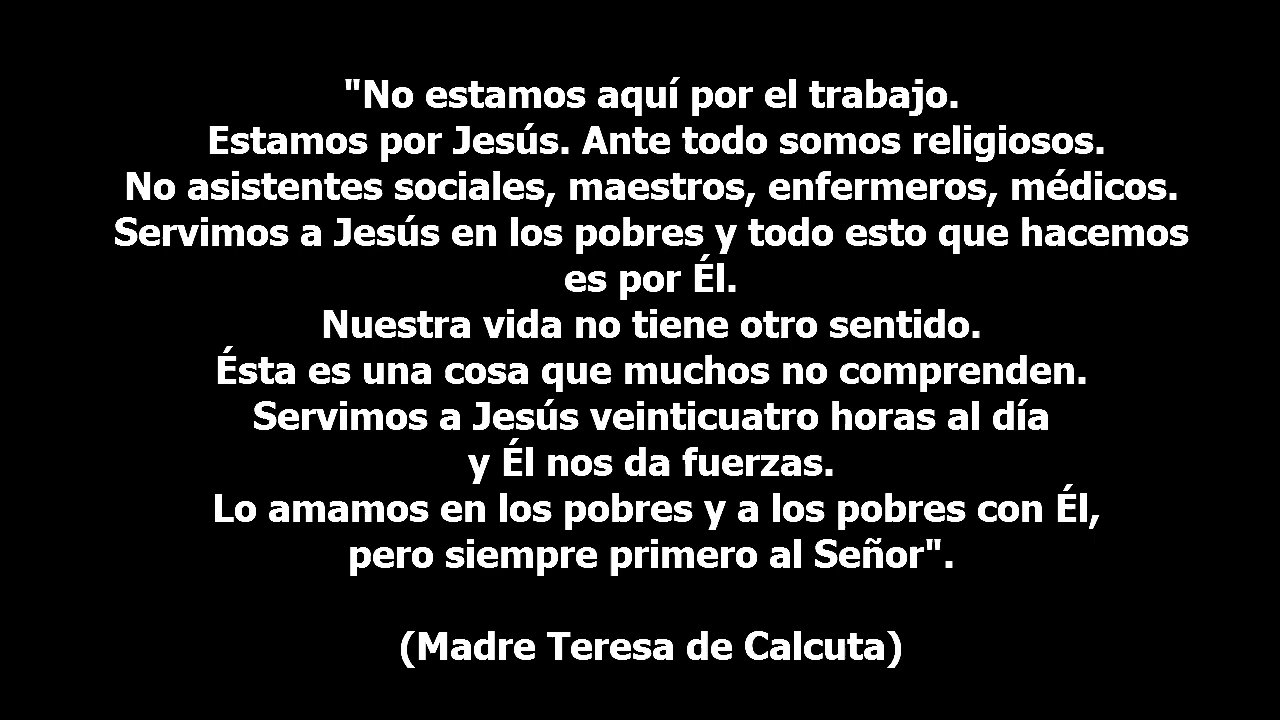 "No estamos aquí por el trabajo.
Estamos por Jesús. Ante todo somos religiosos.
No asistentes sociales, maestros, enfermeros, médicos.
Servimos a Jesús en los pobres y todo esto que hacemos
es por Él.
Nuestra vida no tiene otro sentido.
Ésta es una cosa que muchos no comprenden.
Servimos a Jesús veinticuatro horas al día
y Él nos da fuerzas.
Lo amamos en los pobres y a los pobres con Él,
pero siempre primero al Señor".
(Madre Teresa de Calcuta)